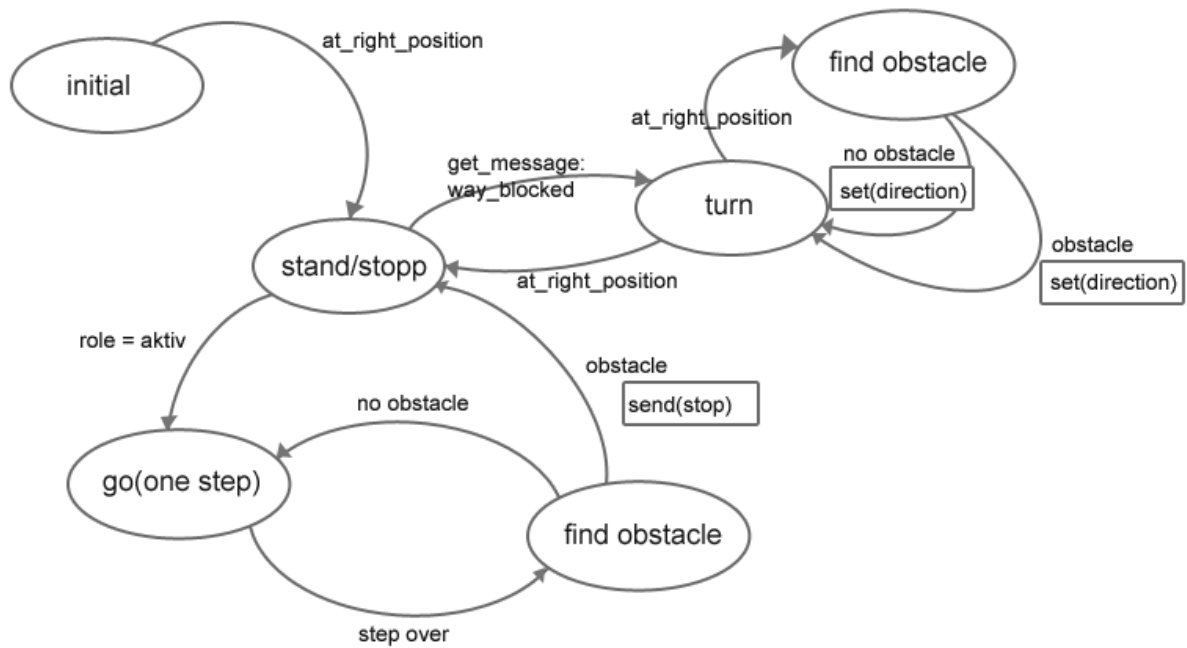 at_right_position
find obstacle
initial
at_right_position
no obstacle
get_message:
way_blocked
set(direction)
turn
obstacle
stand/stopp
at_right_position
set(direction)
role = aktiv
obstacle
send(stop)
no obstacle
go(one step)
find obstacle
step over